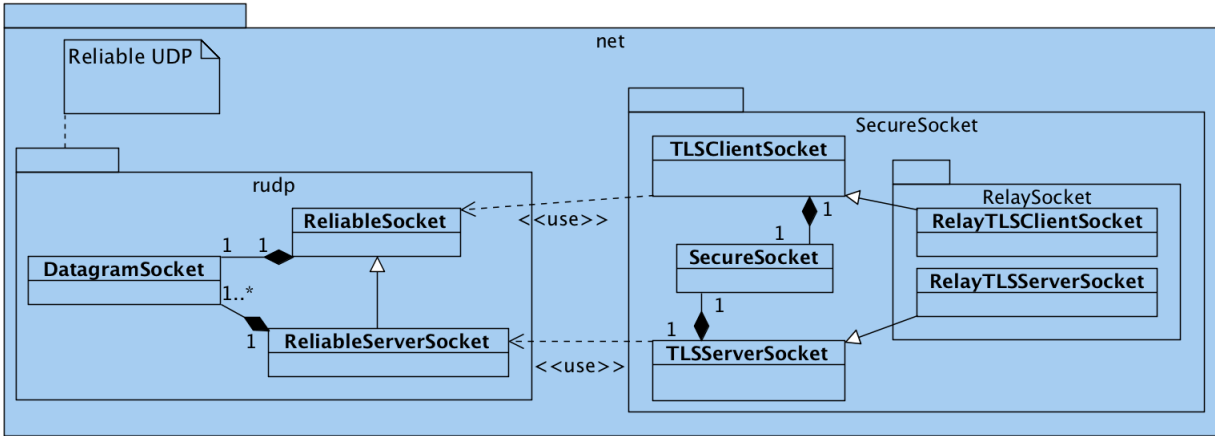 net
Reliable UDP
SecureSocket
TLSClientSocket
rudp
RelaySocket
ReliableSocket
<<use>>
1
RelayTLSClientSocket
1
1
1
DatagramSocket
SecureSocket
RelayTLSServerSocket
1..*
1
ReliableServerSocket
1
1
TLSServerSocket
<<use>>